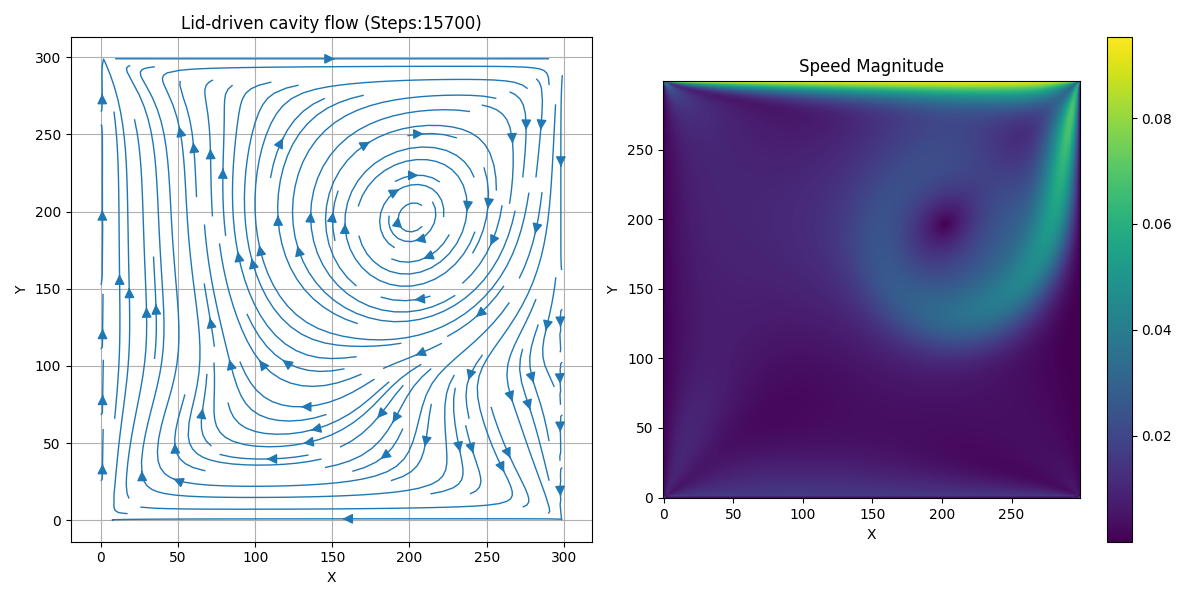 Lid-driven cavity flow (Steps:15700)
300
250
200
150
100
50
0
Y
0 50 100 150 200 250 300
X
Speed Magnitude
250
200
150
100
50
0
Y
0 50 100 150 200 250
X
0.08
0.06
0.04
0.02